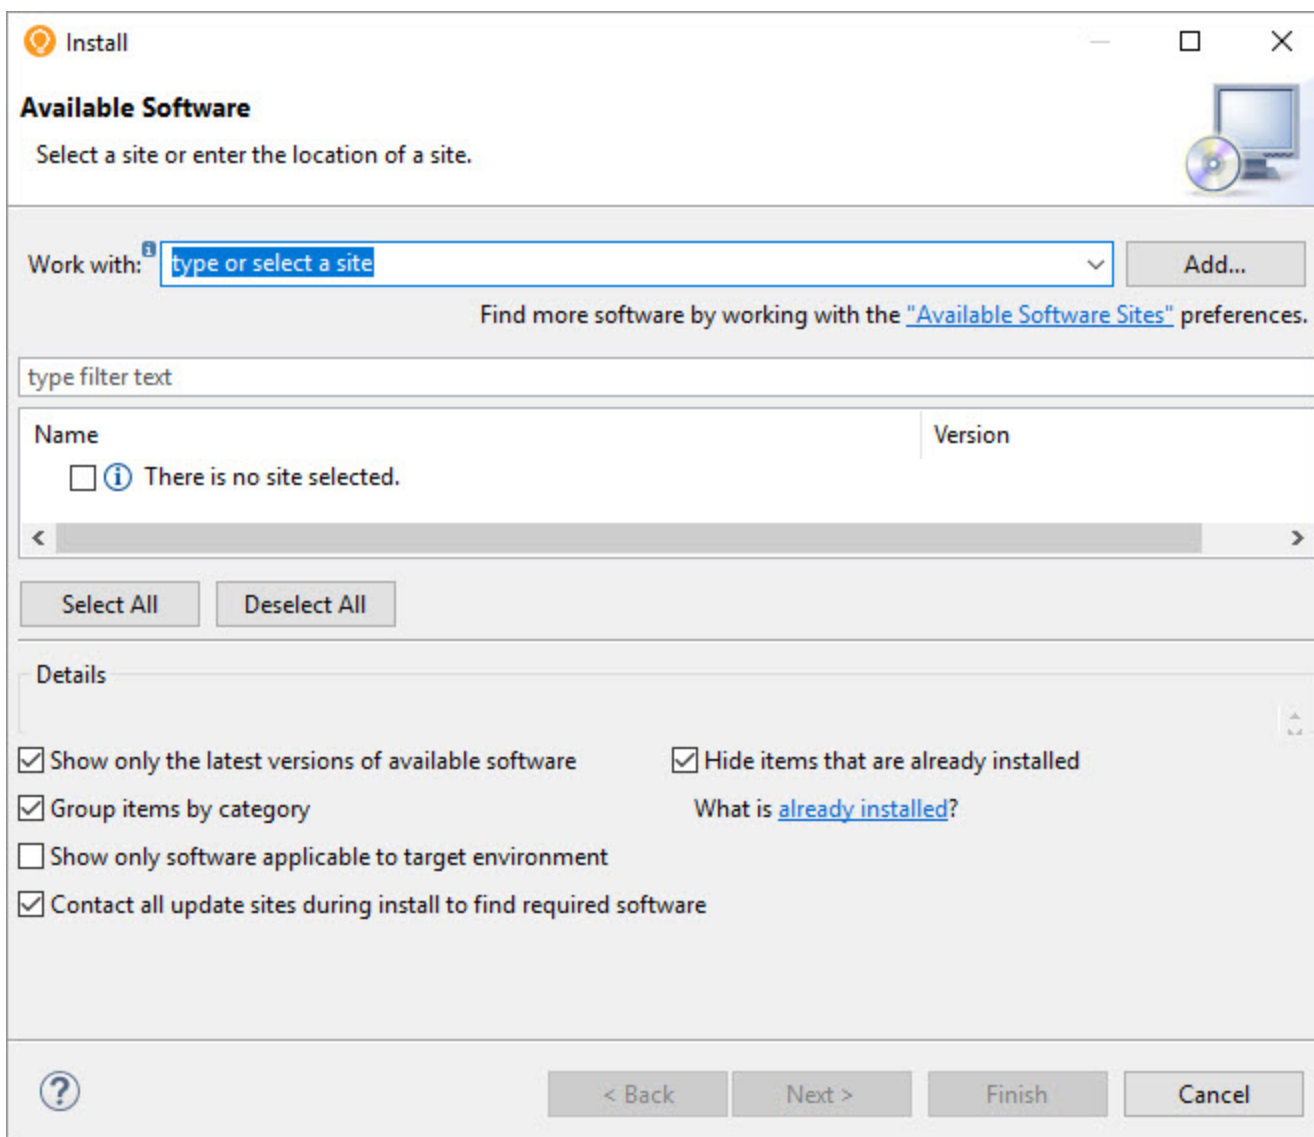 Install
Available Software
Select a site or enter the location of a site.
Work with: type or select a site Add...
Find more software by working with the "Available Software Sites" preferences.
type filter text
Name Version
There is no site selected.
Select All Deselect All
Details
Show only the latest versions of available software Hide items that are already installed
Group items by category What is already installed?
Show only software applicable to target environment
Contact all update sites during install to find required software
? < Back Next > Finish Cancel